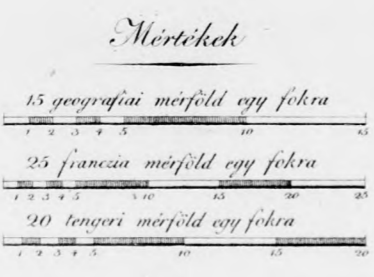 Mértékek
15 geografiai mérföld egy fokra
1 2 3 4 5 10 15
25 franczia mérföld egy fokra
1 2 3 4 5 10 15 20 25
20 tengeri mérföld egy fokra
1 2 3 4 5 10 15 20